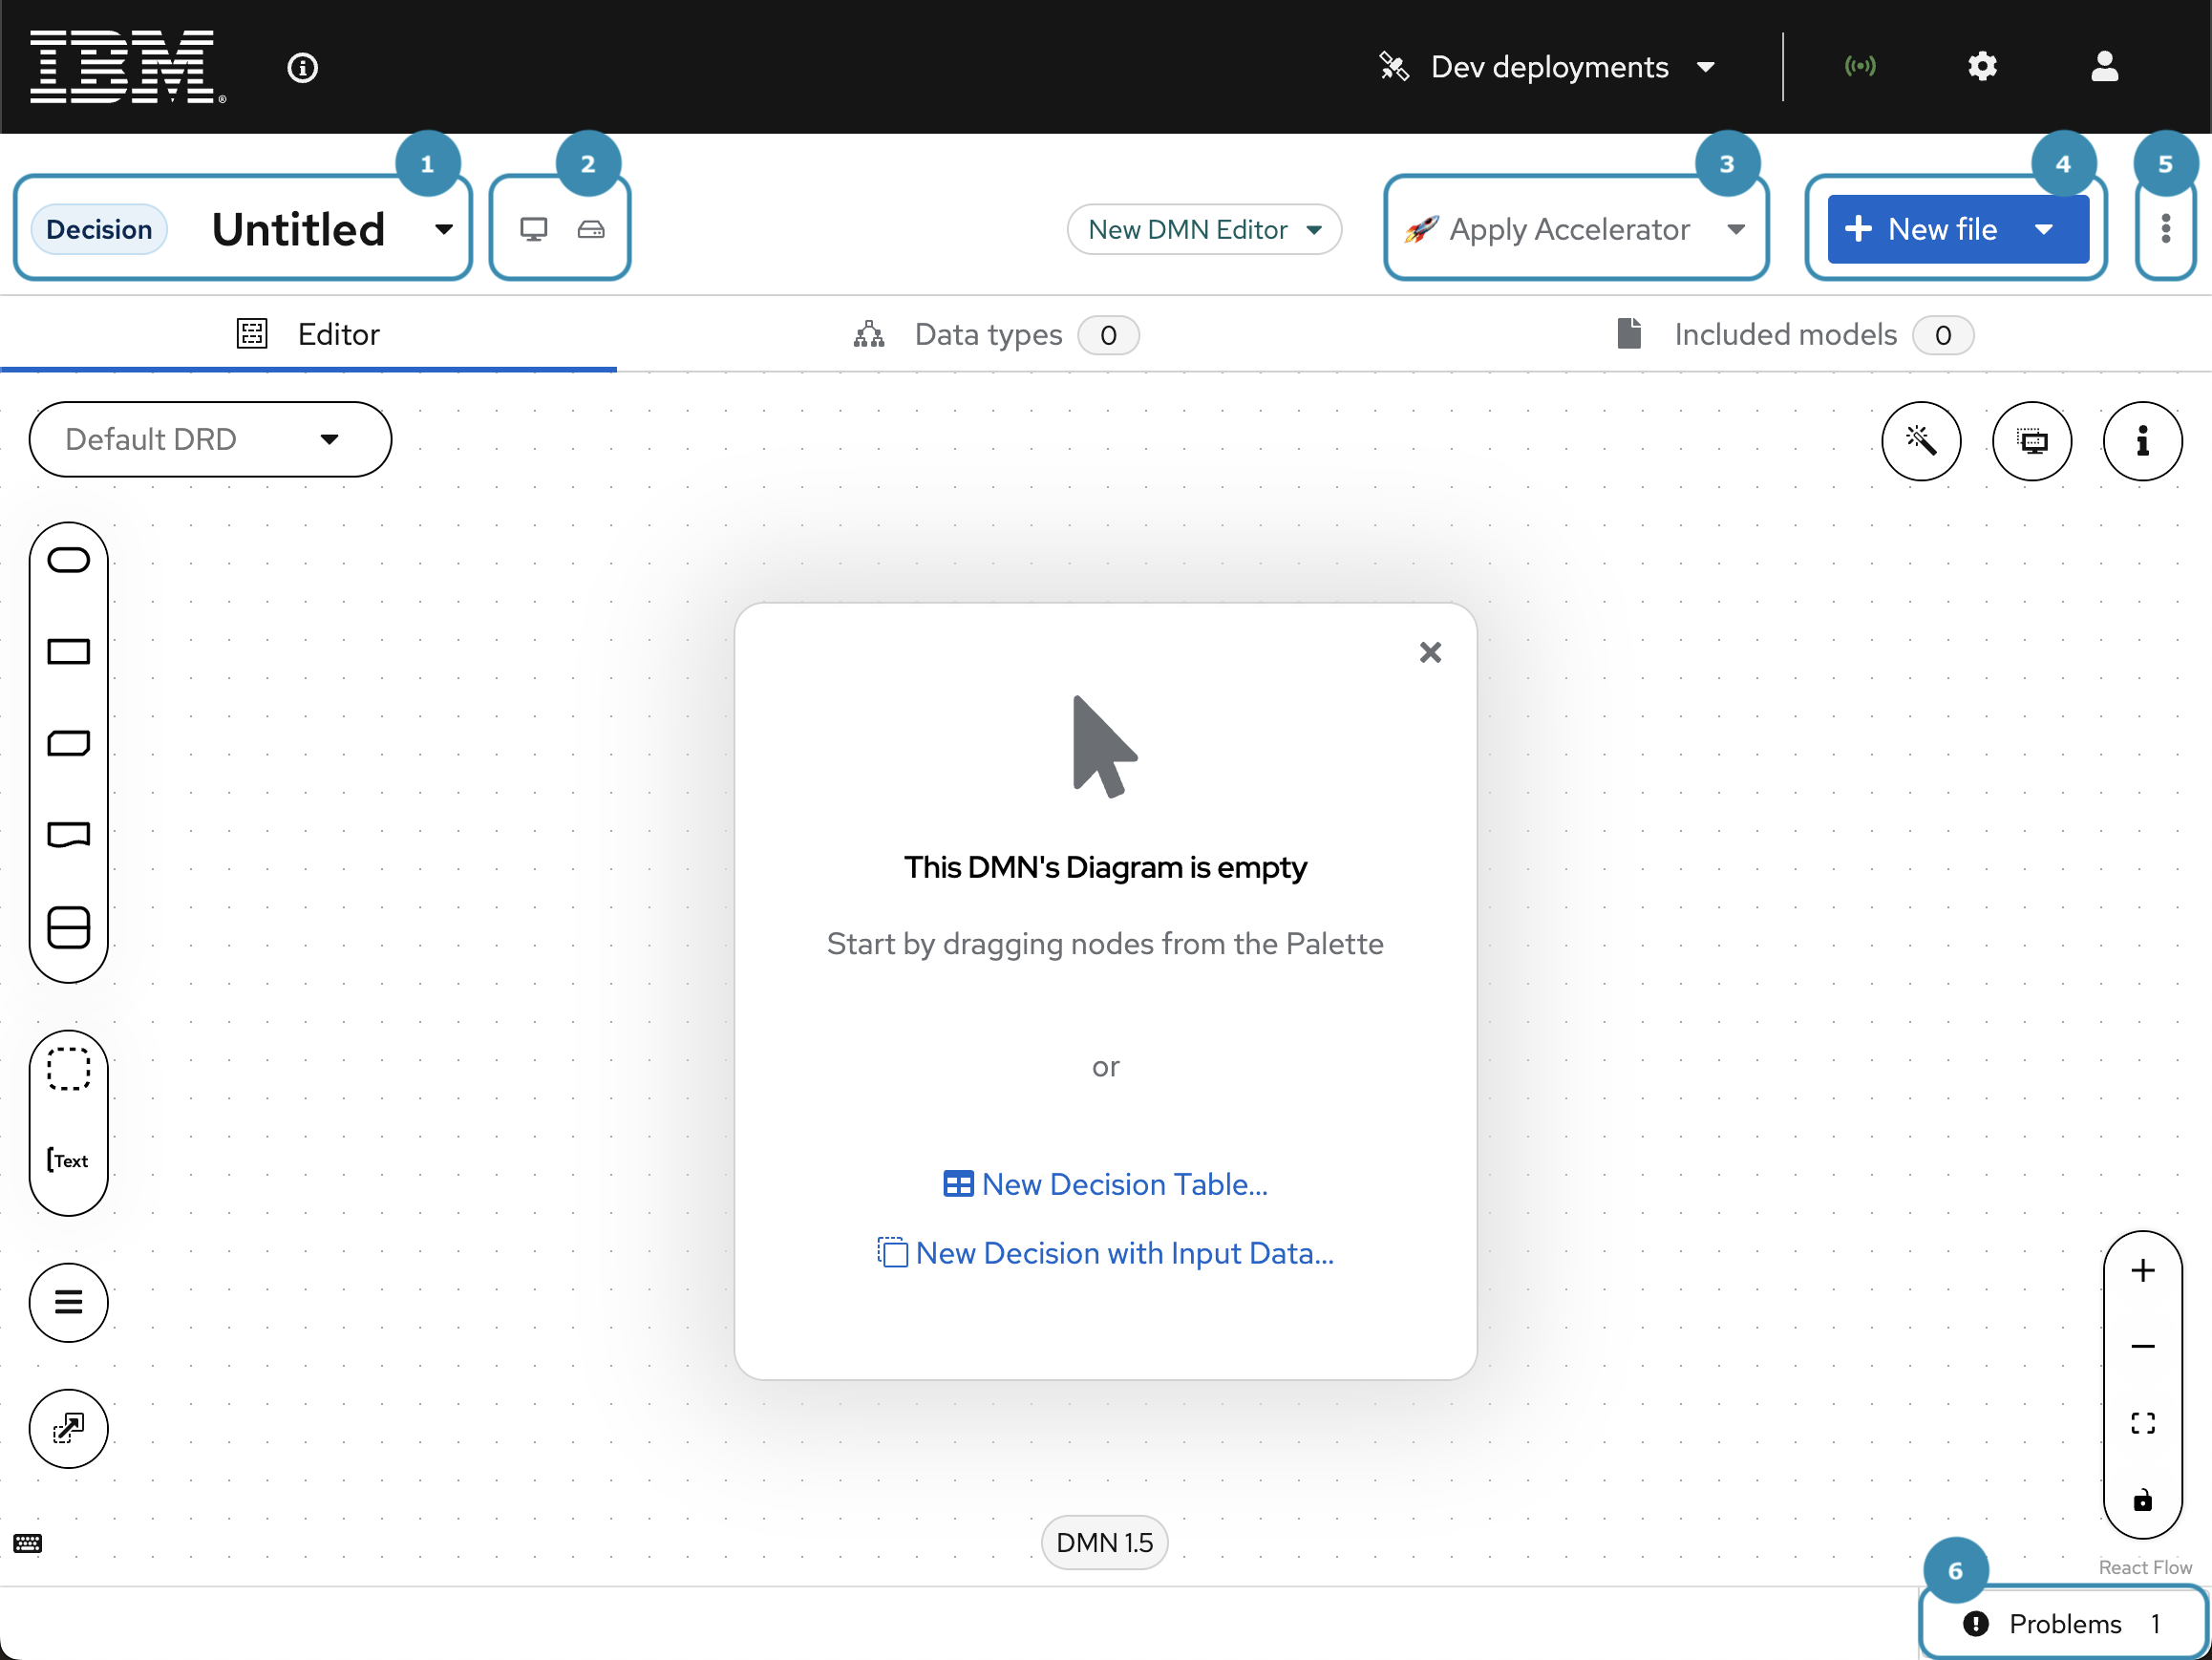 IBM®
Dev deployments
1
2
3
4
5
Decision Untitled
New DMN Editor
🚀 Apply Accelerator
+ New file
Editor
Data types 0
Included models 0
Default DRD
This DMN's Diagram is empty
Start by dragging nodes from the Palette
or
New Decision Table...
New Decision with Input Data...
Text
DMN 1.5
React Flow
6
Problems 1